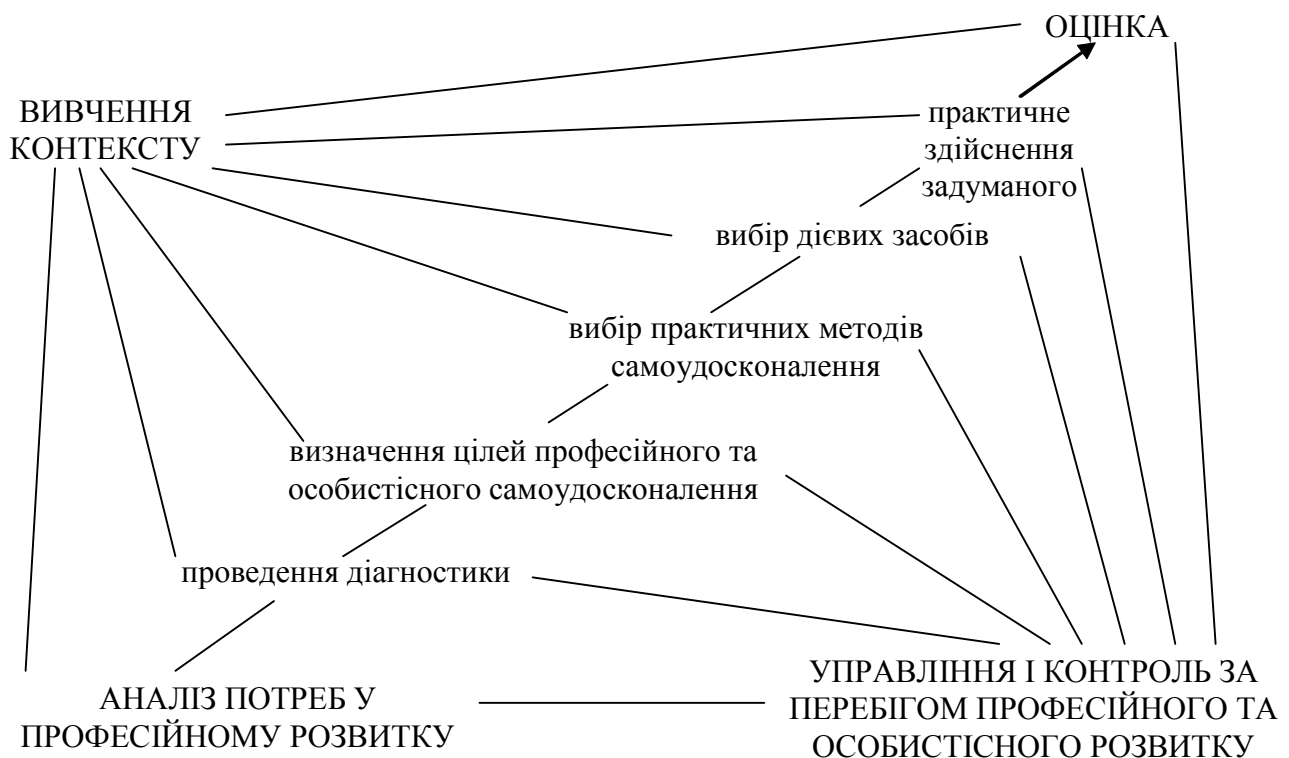 ОЦІНКА
ВИВЧЕННЯ
КОНТЕКСТУ
практичне
здійснення
задуманого
вибір дієвих засобів
вибір практичних методів
самоудосконалення
визначення цілей професійного та
особистісного самоудосконалення
проведення діагностики
АНАЛІЗ ПОТРЕБ У
ПРОФЕСІЙНОМУ РОЗВИТКУ
УПРАВЛІННЯ І КОНТРОЛЬ ЗА
ПЕРЕБІГОМ ПРОФЕСІЙНОГО ТА
ОСОБИСТІСНОГО РОЗВИТКУ